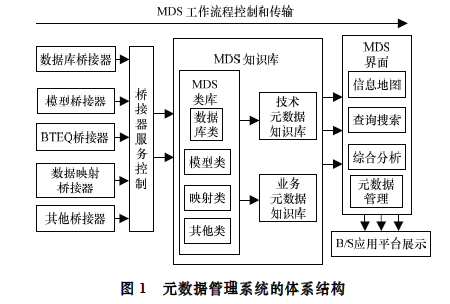 MDS 工作流程控制和传输
数据库桥接器
模型桥接器
BTEQ桥接器
数据映射
桥接器
其他桥接器
桥接器服务控制
MDS 知识库
MDS
类库
数据
库类
模型类
映射类
其他类
技术
元数据
知识库
业务
元数据
知识库
MDS
界面
信息地图
查询搜索
综合分析
元数据
管理
B/S应用平台展示
图 1 元数据管理系统的体系结构